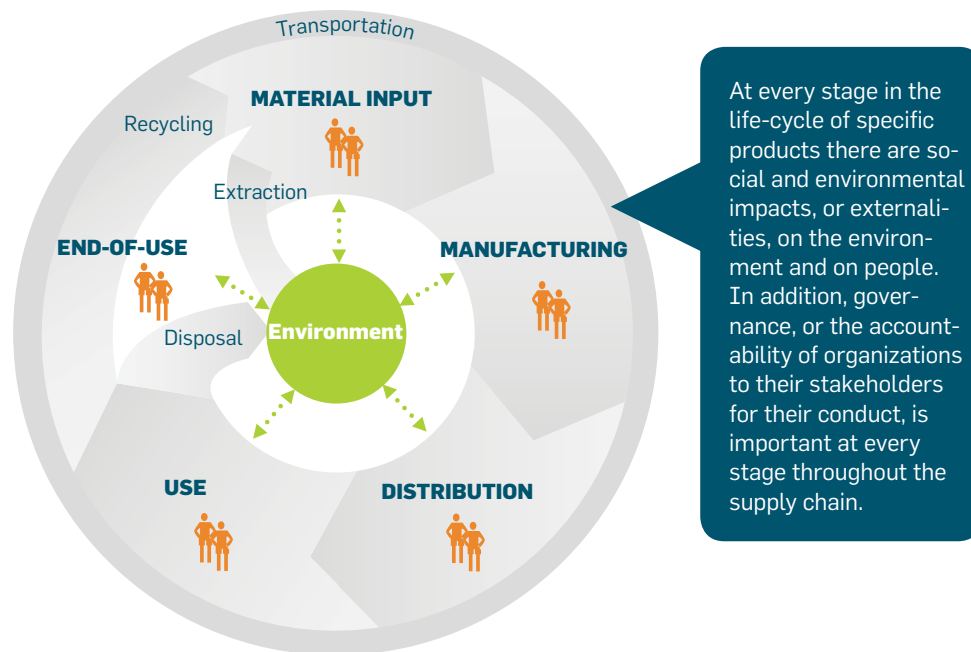 Transportation
MATERIAL INPUT
Recycling
Extraction
END-OF-USE
MANUFACTURING
Environment
Disposal
USE
DISTRIBUTION
At every stage in the
life-cycle of specific
products there are so-
cial and environmental
impacts, or externali-
ties, on the environ-
ment and on people.
In addition, gover-
nance, or the account-
ability of organizations
to their stakeholders
for their conduct, is
important at every
stage throughout the
supply chain.